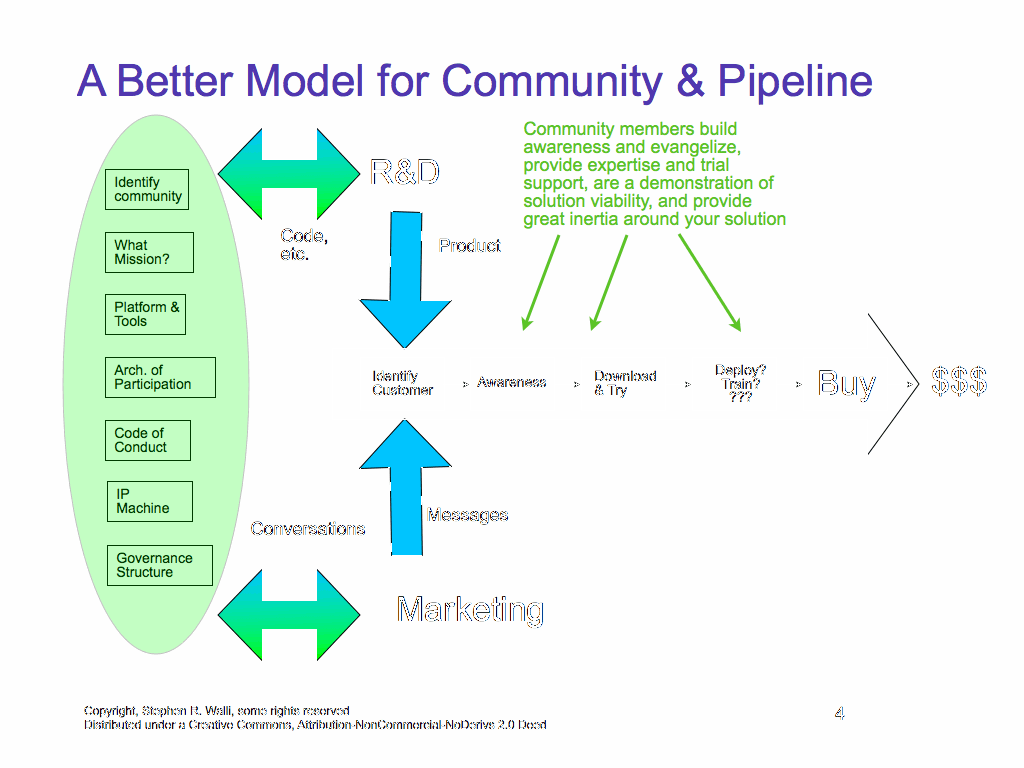 A Better Model for Community & Pipeline
Community members build
awareness and evangelize,
provide expertise and trial
support, are a demonstration of
solution viability, and provide
great inertia around your solution
Identify
community
What
Mission?
Platform &
Tools
Arch. of
Participation
Code of
Conduct
IP
Machine
Governance
Structure
R&D
Code,
etc.
Product
Identify
Customer
>
Awareness
>
Download
& Try
>
Deploy?
Train?
???
>
Buy
>
$$$
Messages
Conversations
Marketing
Copyright, Stephen R. Walli, some rights reserved
Distributed under a Creative Commons, Attribution-NonCommercial-NoDerivs 2.0 Deed
4